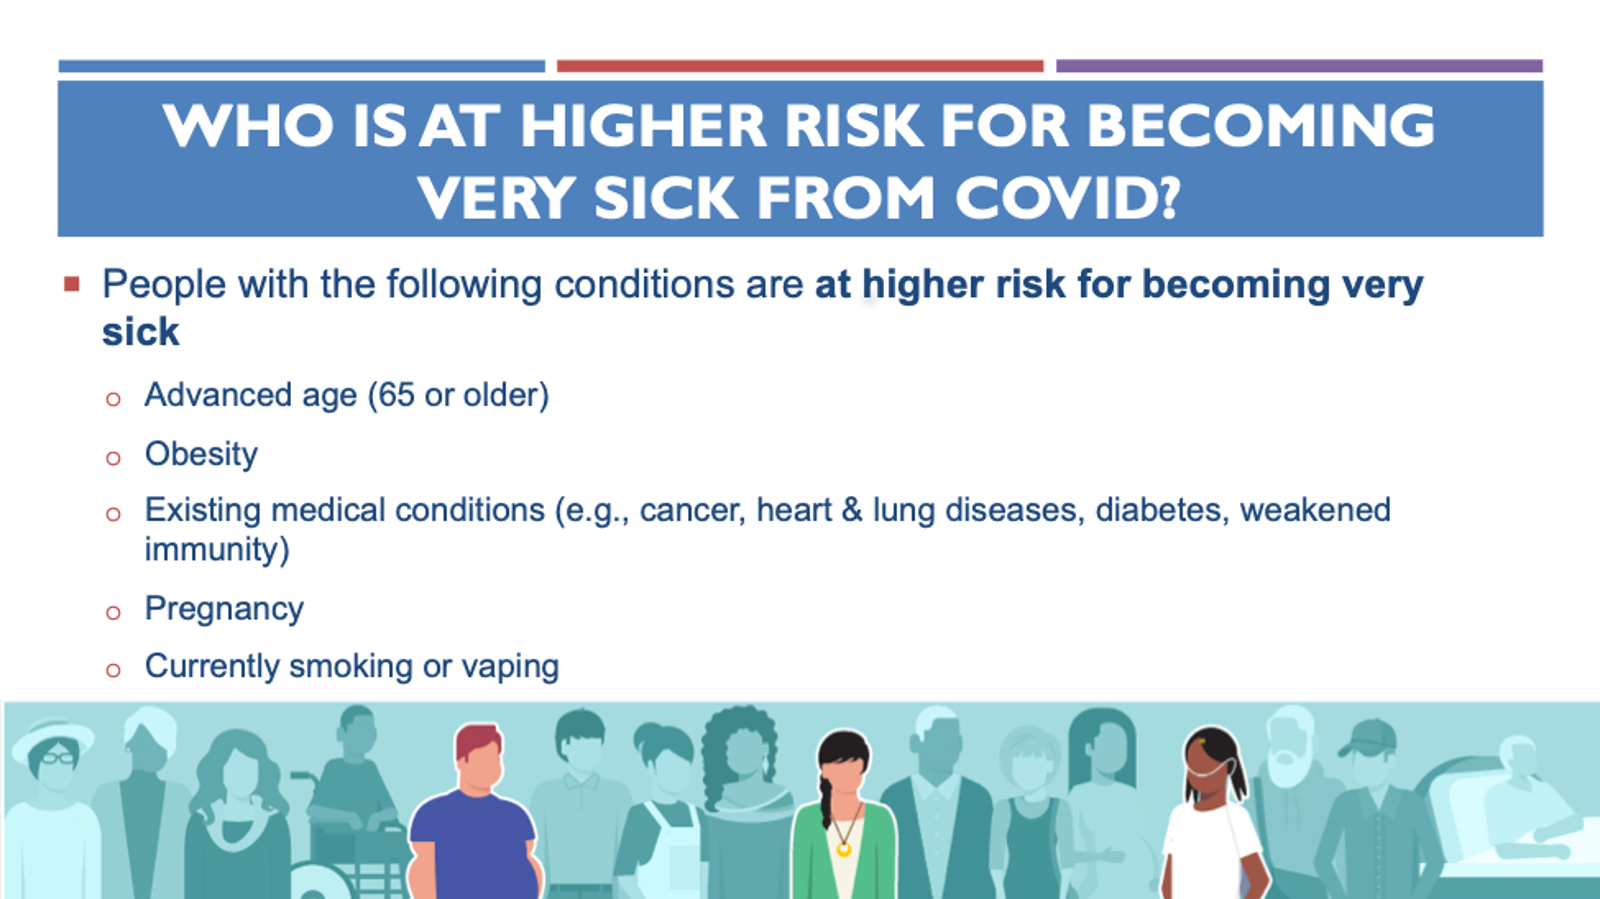 WHO IS AT HIGHER RISK FOR BECOMING
VERY SICK FROM COVID?
People with the following conditions are at higher risk for becoming very
sick
Advanced age (65 or older)
Obesity
Existing medical conditions (e.g., cancer, heart & lung diseases, diabetes, weakened
immunity)
Pregnancy
Currently smoking or vaping